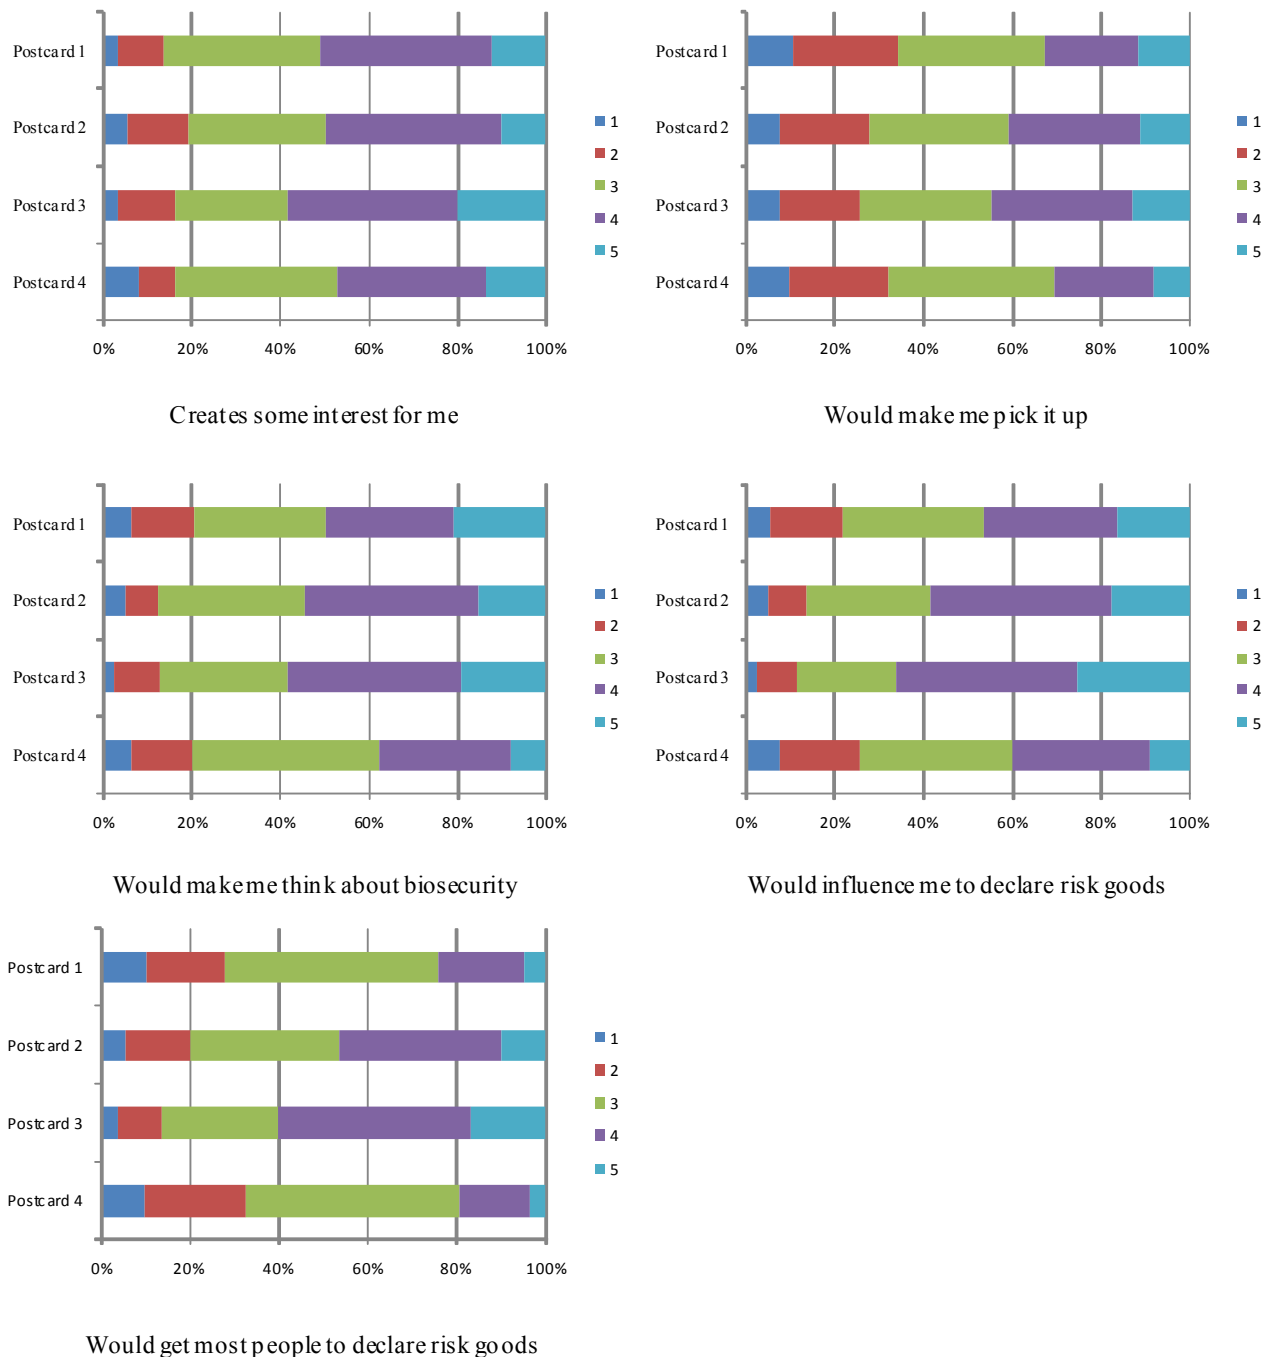 Postcard 1
Postcard 2
Postcard 3
Postcard 4
0% 20% 40% 60% 80% 100%
1
2
3
4
5
Creates some interest for me
Postcard 1
Postcard 2
Postcard 3
Postcard 4
0% 20% 40% 60% 80% 100%
1
2
3
4
5
Would make me pick it up
Postcard 1
Postcard 2
Postcard 3
Postcard 4
0% 20% 40% 60% 80% 100%
1
2
3
4
5
Would make me think about biosecurity
Postcard 1
Postcard 2
Postcard 3
Postcard 4
0% 20% 40% 60% 80% 100%
1
2
3
4
5
Would influence me to declare risk goods
Postcard 1
Postcard 2
Postcard 3
Postcard 4
0% 20% 40% 60% 80% 100%
1
2
3
4
5
Would get most people to declare risk goods